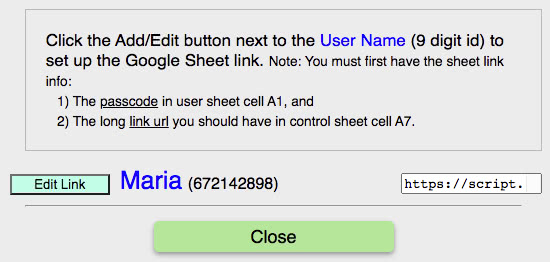 Click the Add/Edit button next to the User Name (9 digit id) to
set up the Google Sheet link. Note: You must first have the sheet link
info:
1) The passcode in user sheet cell A1, and
2) The long link url you should have in control sheet cell A7.
Edit Link Maria (672142898) https://script.
Close